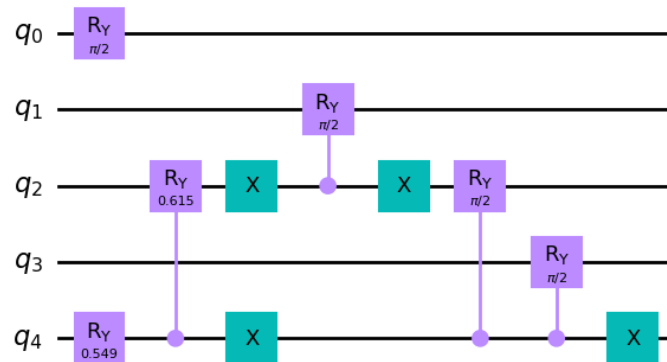 q0 RY π/2
q1 RY π/2
q2 RY 0.615 X X RY π/2
q3 RY π/2
q4 RY 0.549 X X